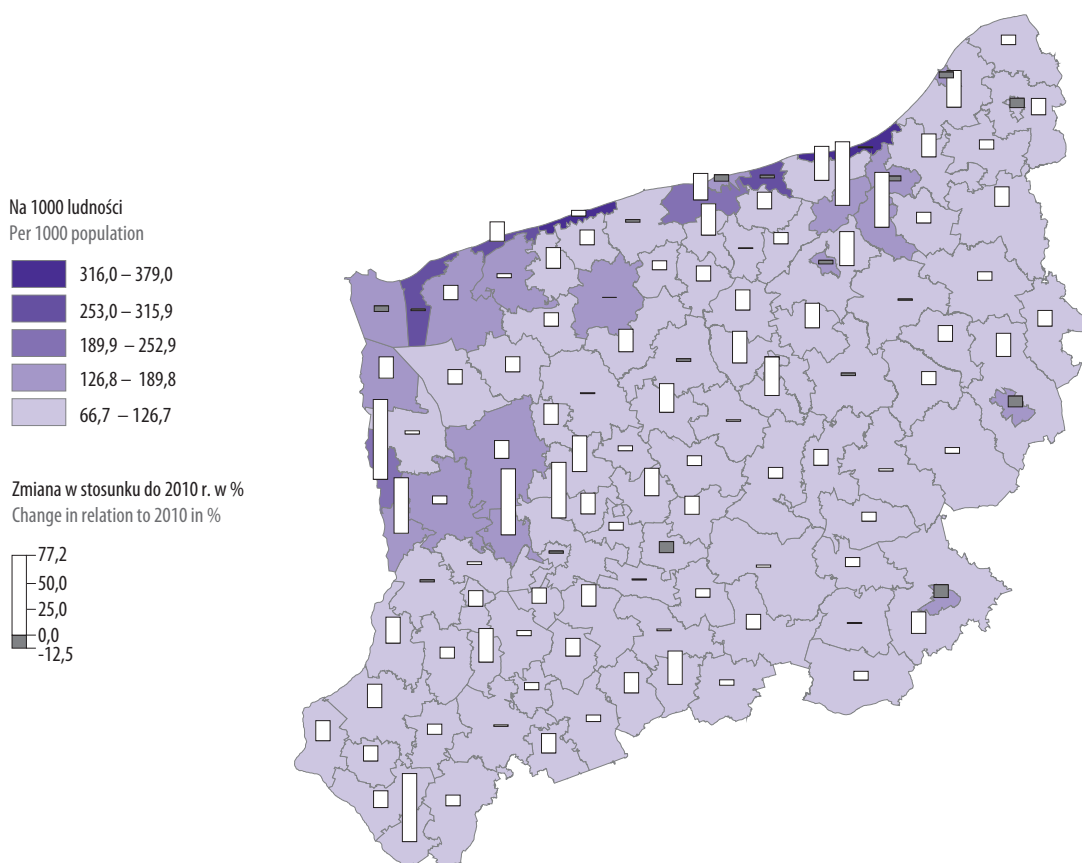 Na 1000 ludności
Per 1000 population
316,0 – 379,0
253,0 – 315,9
189,9 – 252,9
126,8 – 189,8
66,7 – 126,7
Zmiana w stosunku do 2010 r. w %
Change in relation to 2010 in %
77,2
50,0
25,0
0,0
-12,5